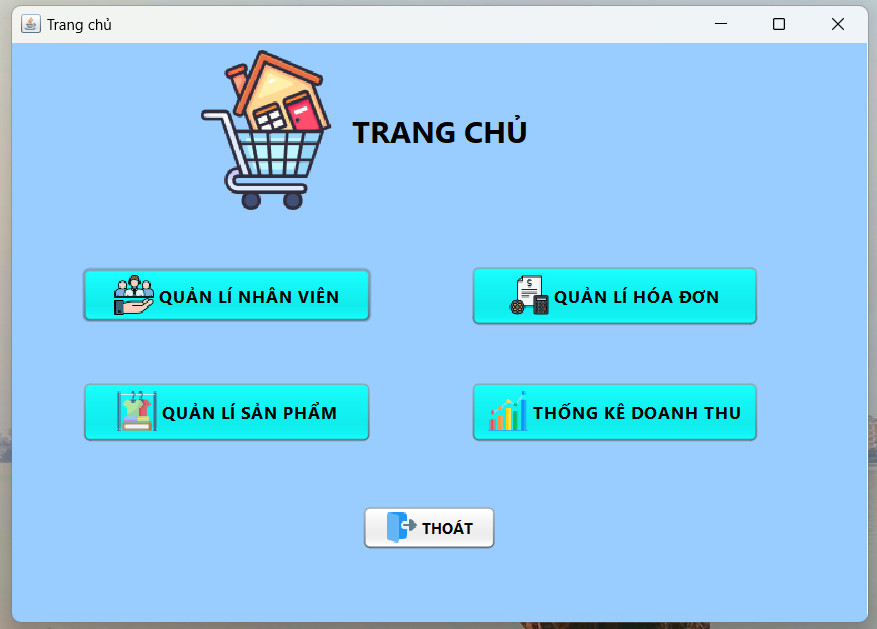 Trang chủ
TRANG CHỦ
QUẢN LÍ NHÂN VIÊN
QUẢN LÍ HÓA ĐƠN
QUẢN LÍ SẢN PHẨM
THỐNG KÊ DOANH THU
THOÁT